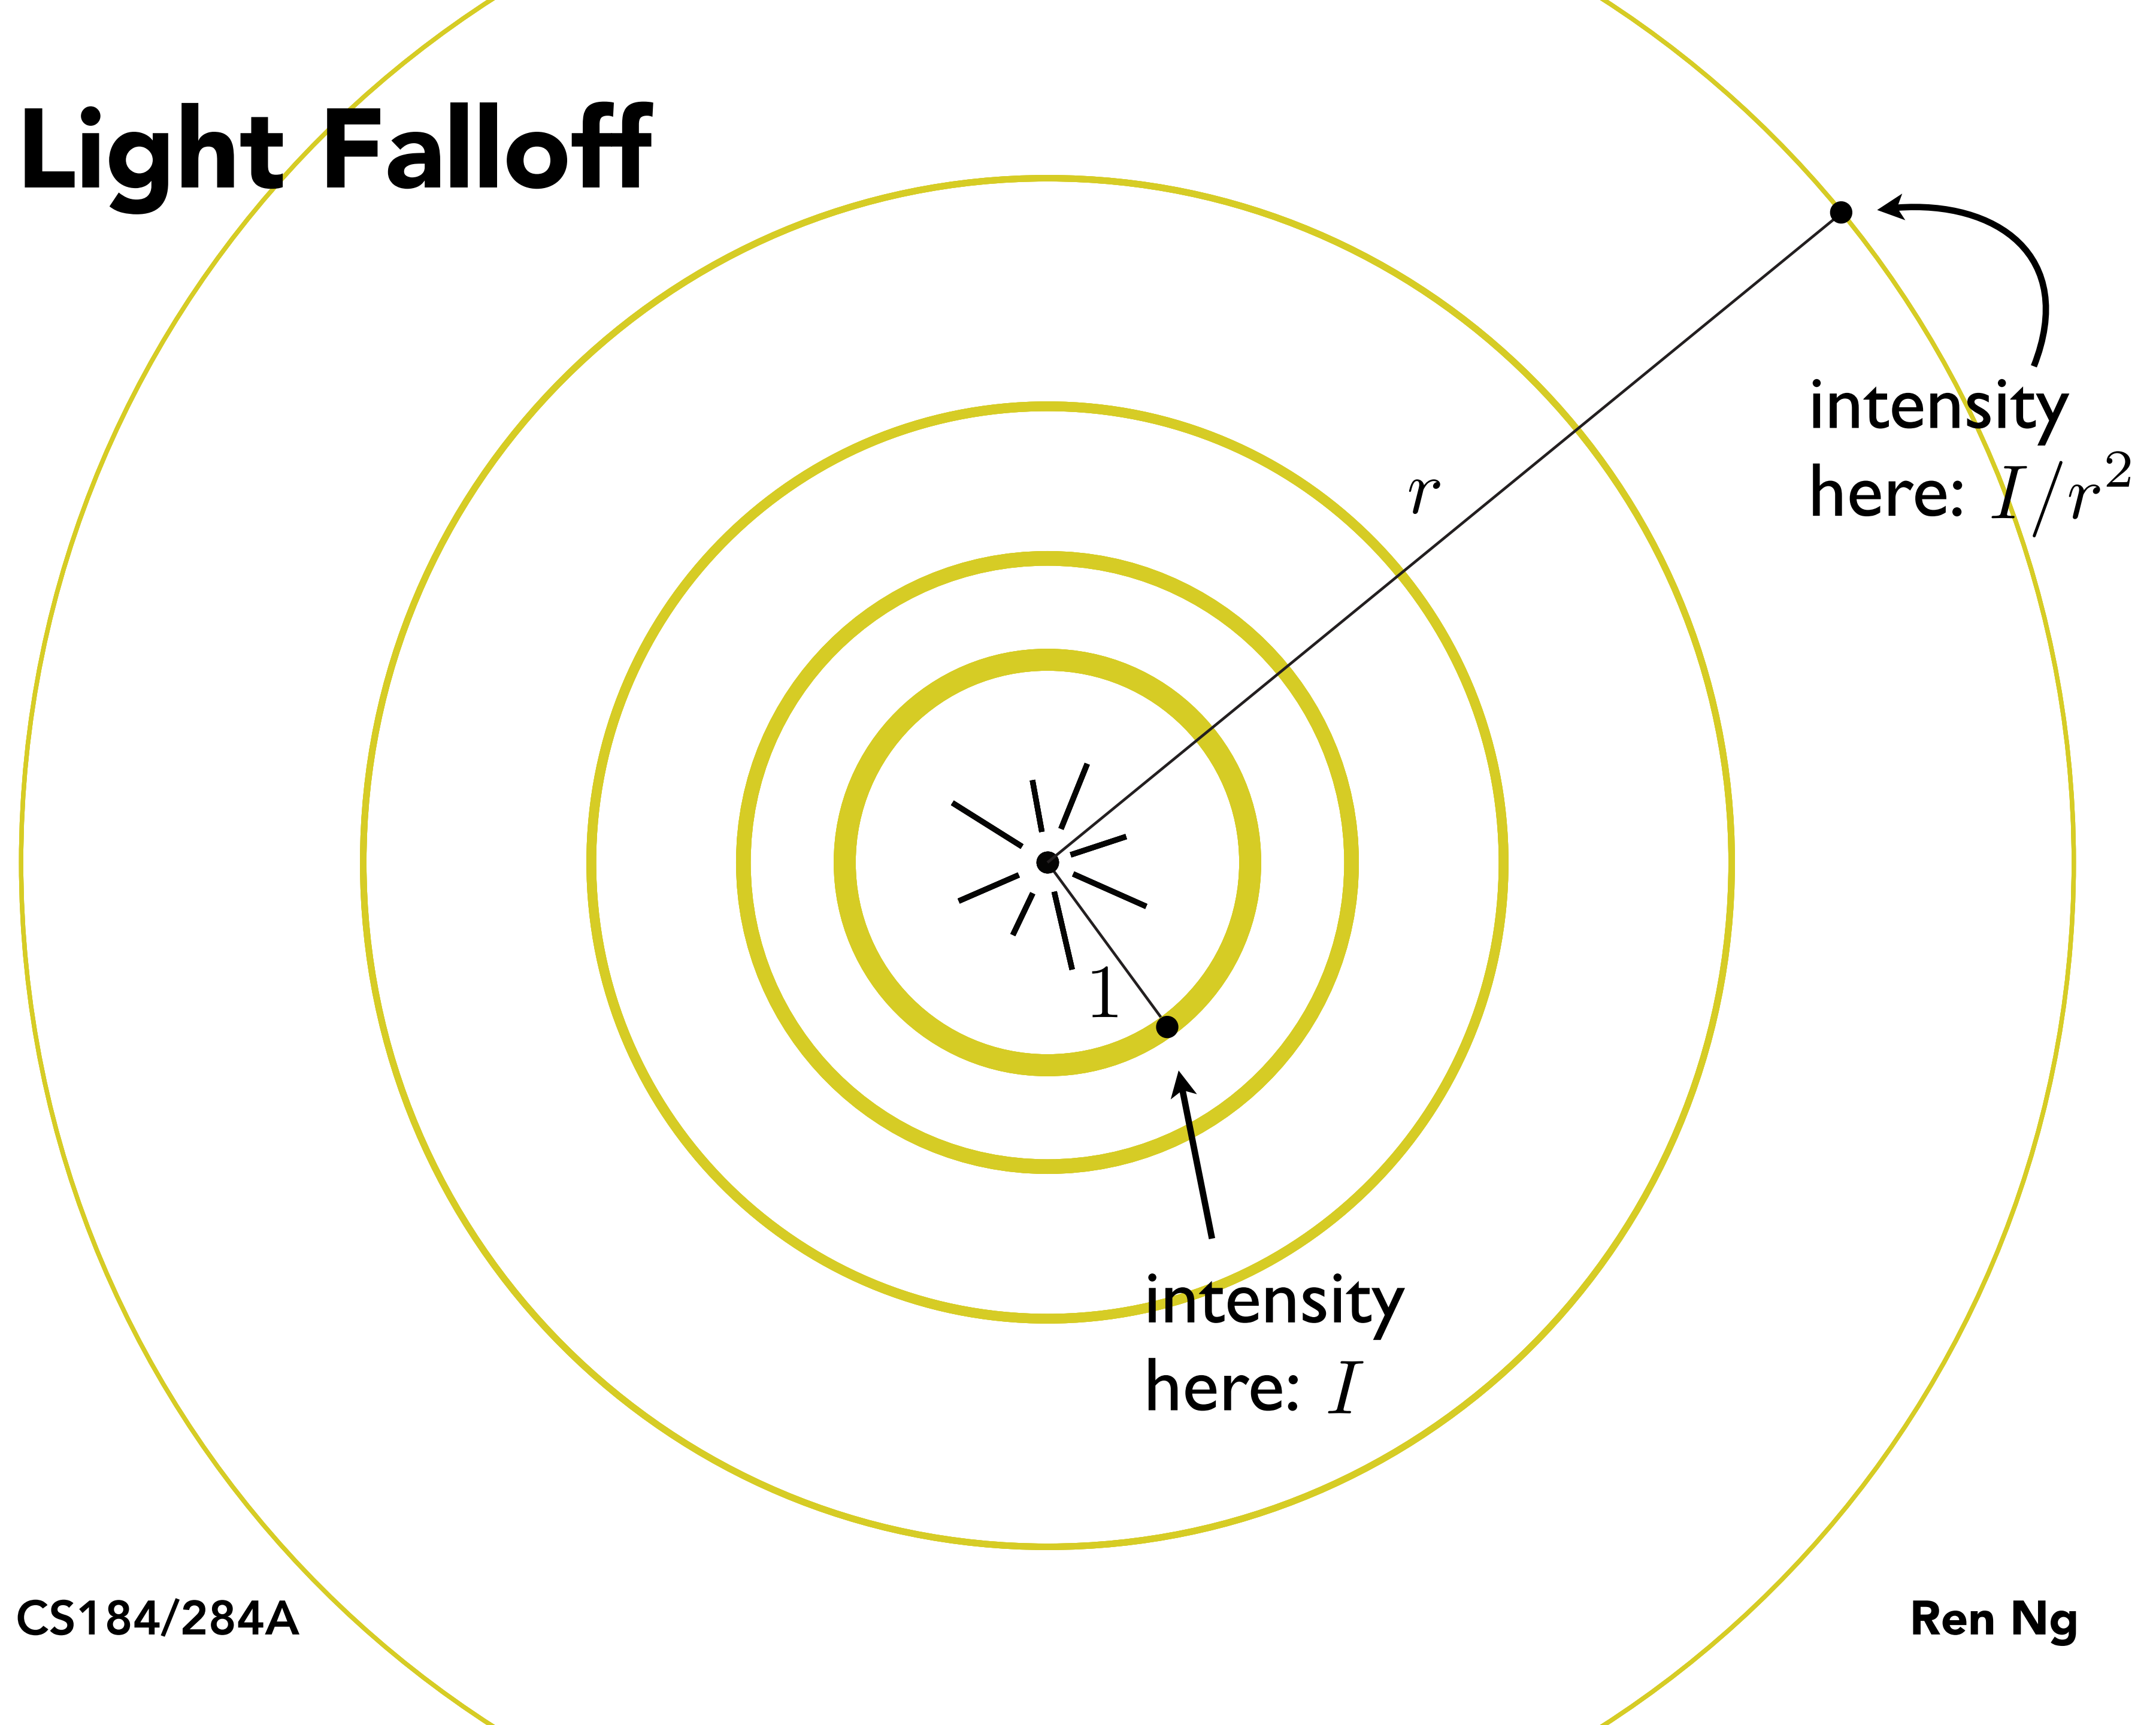 Light Falloff
intensity
here: I/r²
r
1
intensity
here: I
CS184/284A
Ren Ng